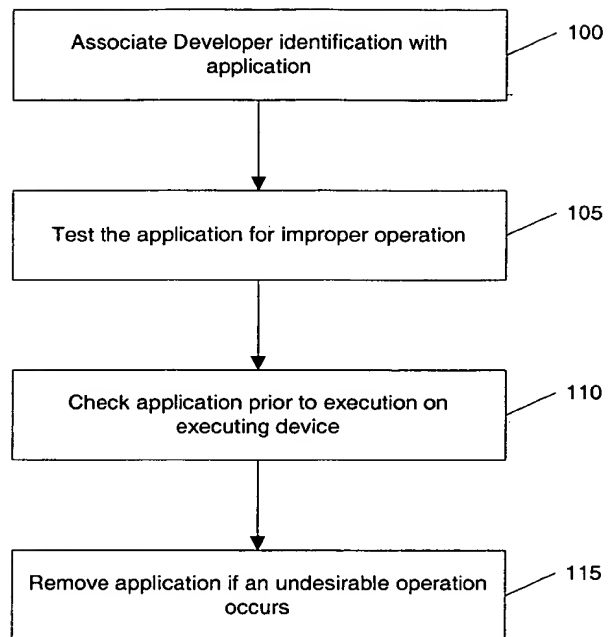 Associate Developer identification with
application
100
Test the application for improper operation
105
Check application prior to execution on
executing device
110
Remove application if an undesirable operation
occurs
115